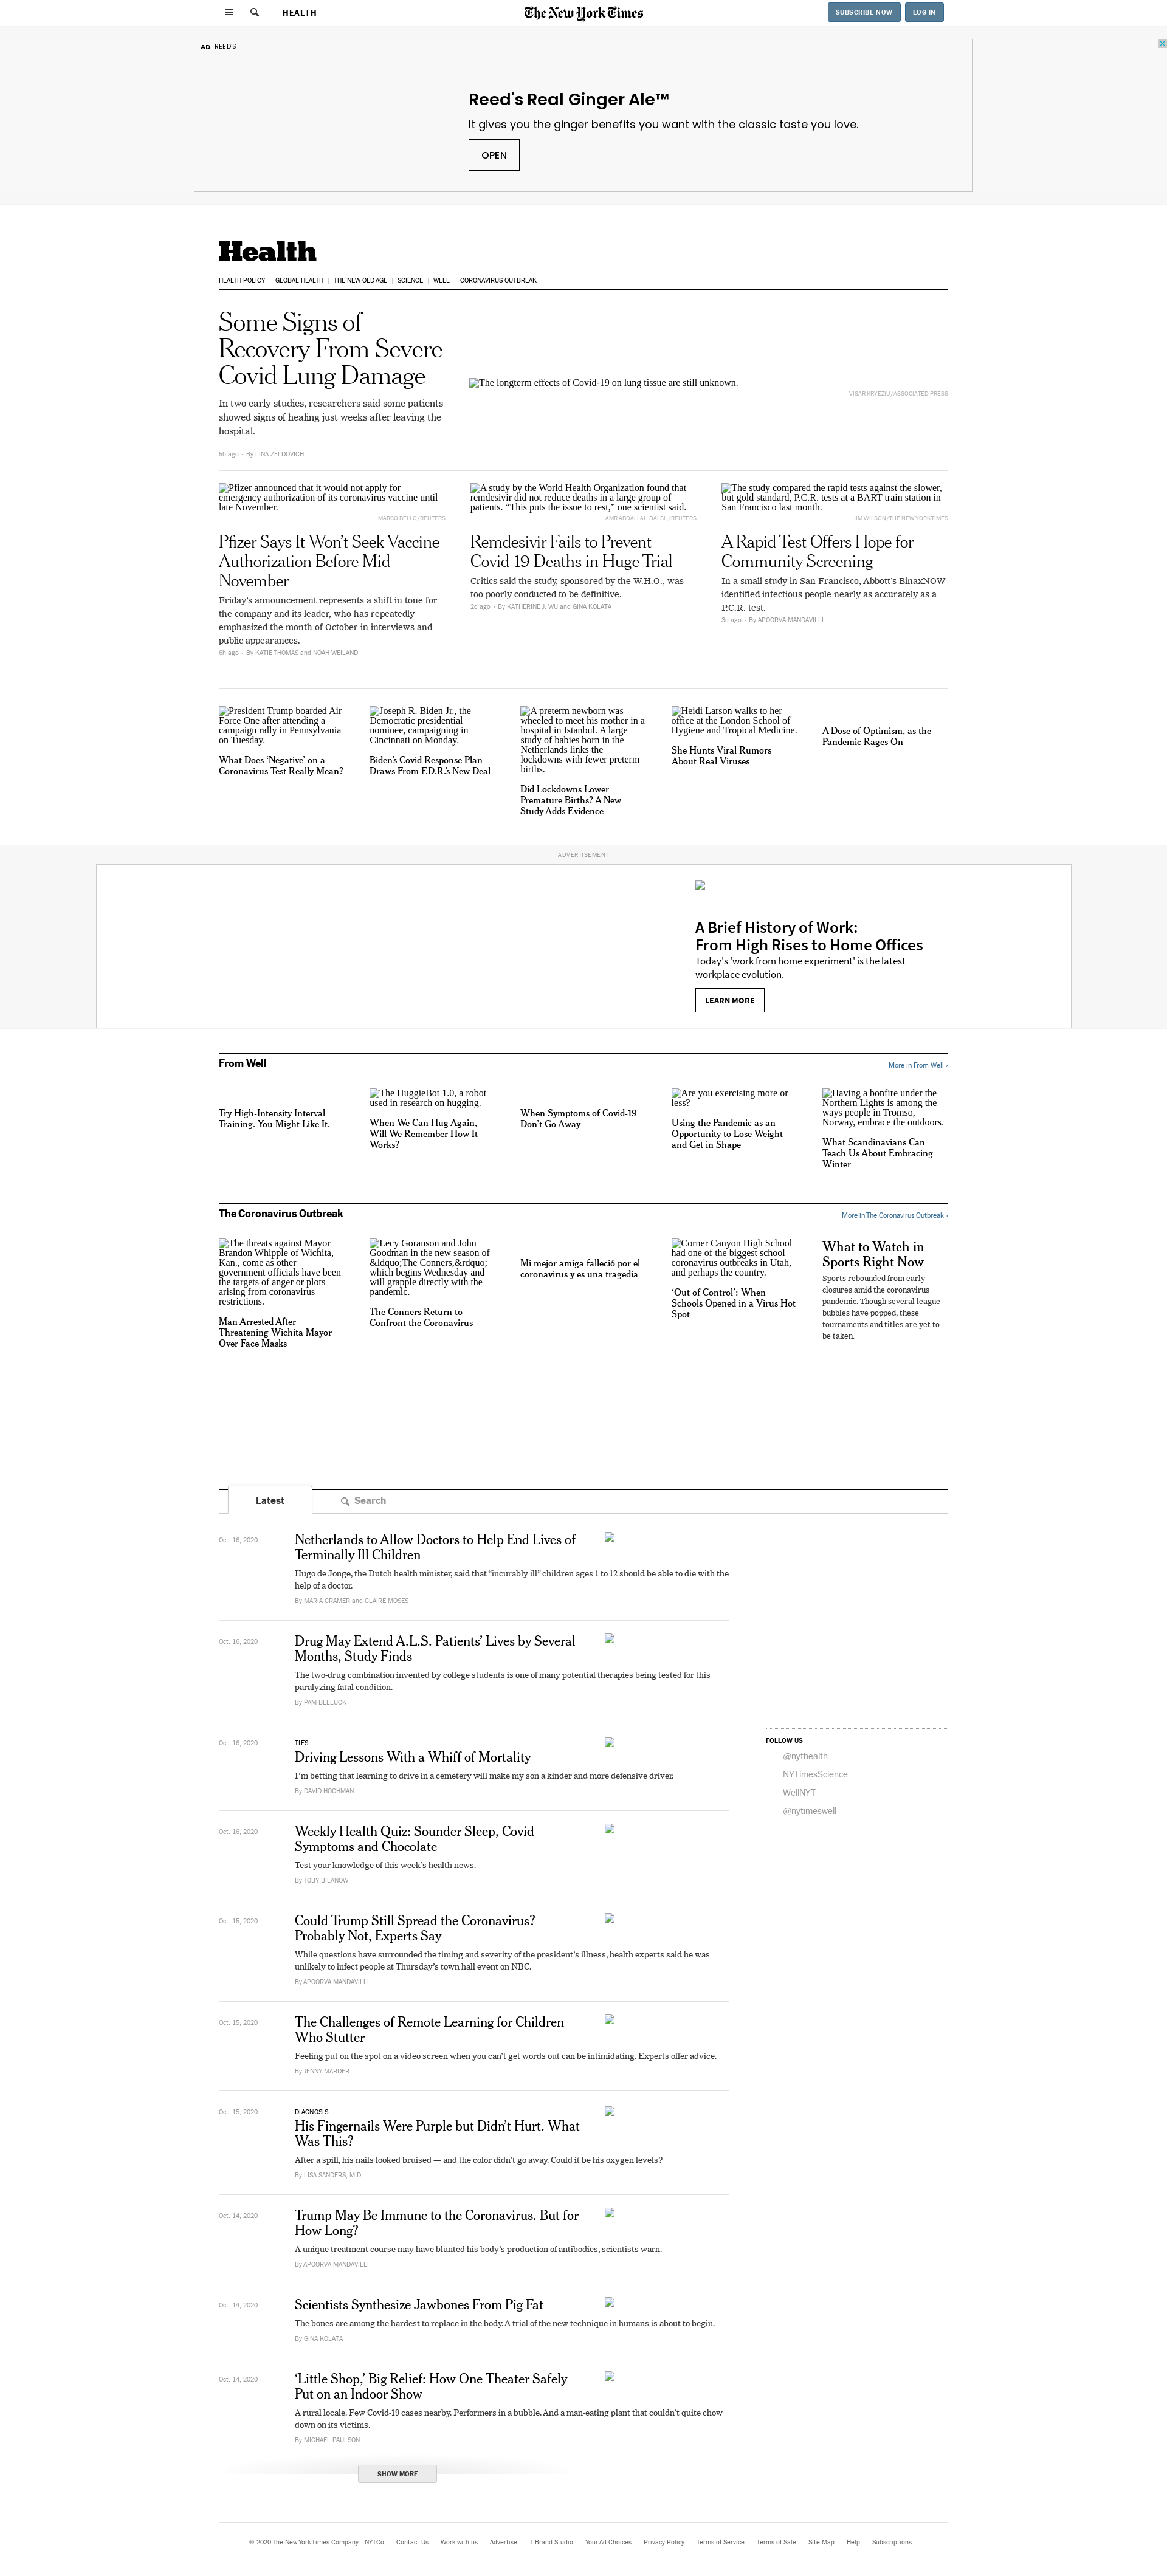 HEALTH
The New York Times
SUBSCRIBE NOW
LOG IN
AD REED'S
Reed's Real Ginger Ale™
It gives you the ginger benefits you want with the classic taste you love.
OPEN
Health
HEALTH POLICY | GLOBAL HEALTH | THE NEW OLD AGE | SCIENCE | WELL | CORONAVIRUS OUTBREAK
Some Signs of
Recovery From Severe
Covid Lung Damage
In two early studies, researchers said some patients
showed signs of healing just weeks after leaving the
hospital.
5h ago • By LINA ZELDOVICH
The longterm effects of Covid-19 on lung tissue are still unknown.
VISAR KRYEZIU/ASSOCIATED PRESS
Pfizer announced that it would not apply for
emergency authorization of its coronavirus vaccine until
late November.
MARCO BELLO/REUTERS
Pfizer Says It Won’t Seek Vaccine
Authorization Before Mid-
November
Friday’s announcement represents a shift in tone for
the company and its leader, who has repeatedly
emphasized the month of October in interviews and
public appearances.
6h ago • By KATIE THOMAS and NOAH WEILAND
A study by the World Health Organization found that
remdesivir did not reduce deaths in a large group of
patients. “This puts the issue to rest,” one scientist said.
AMR ABDALLAH DALSH/REUTERS
Remdesivir Fails to Prevent
Covid-19 Deaths in Huge Trial
Critics said the study, sponsored by the W.H.O., was
too poorly conducted to be definitive.
2d ago • By KATHERINE J. WU and GINA KOLATA
The study compared the rapid tests against the slower,
but gold standard, P.C.R. tests at a BART train station in
San Francisco last month.
JIM WILSON/THE NEW YORK TIMES
A Rapid Test Offers Hope for
Community Screening
In a small study in San Francisco, Abbott’s BinaxNOW
identified infectious people nearly as accurately as a
P.C.R. test.
3d ago • By APOORVA MANDAVILLI
President Trump boarded Air
Force One after attending a
campaign rally in Pennsylvania
on Tuesday.
What Does ‘Negative’ on a
Coronavirus Test Really Mean?
Joseph R. Biden Jr., the
Democratic presidential
nominee, campaigning in
Cincinnati on Monday.
Biden’s Covid Response Plan
Draws From F.D.R.’s New Deal
A preterm newborn was
wheeled to meet his mother in a
hospital in Istanbul. A large
study of babies born in the
Netherlands links the
lockdowns with fewer preterm
births.
Did Lockdowns Lower
Premature Births? A New
Study Adds Evidence
Heidi Larson walks to her
office at the London School of
Hygiene and Tropical Medicine.
She Hunts Viral Rumors
About Real Viruses
A Dose of Optimism, as the
Pandemic Rages On
ADVERTISEMENT
A Brief History of Work:
From High Rises to Home Offices
Today's 'work from home experiment' is the latest
workplace evolution.
LEARN MORE
From Well
More in From Well ›
Try High-Intensity Interval
Training. You Might Like It.
The HuggieBot 1.0, a robot
used in research on hugging.
When We Can Hug Again,
Will We Remember How It
Works?
When Symptoms of Covid-19
Don’t Go Away
Are you exercising more or
less?
Using the Pandemic as an
Opportunity to Lose Weight
and Get in Shape
Having a bonfire under the
Northern Lights is among the
ways people in Tromso,
Norway, embrace the outdoors.
What Scandinavians Can
Teach Us About Embracing
Winter
The Coronavirus Outbreak
More in The Coronavirus Outbreak ›
The threats against Mayor
Brandon Whipple of Wichita,
Kan., come as other
government officials have been
the targets of anger or plots
arising from coronavirus
restrictions.
Man Arrested After
Threatening Wichita Mayor
Over Face Masks
Lecy Goranson and John
Goodman in the new season of
&ldquo;The Conners,&rdquo;
which begins Wednesday and
will grapple directly with the
pandemic.
The Conners Return to
Confront the Coronavirus
Mi mejor amiga falleció por el
coronavirus y es una tragedia
Corner Canyon High School
had one of the biggest school
coronavirus outbreaks in Utah,
and perhaps the country.
‘Out of Control’: When
Schools Opened in a Virus Hot
Spot
What to Watch in
Sports Right Now
Sports rebounded from early
closures amid the coronavirus
pandemic. Though several league
bubbles have popped, these
tournaments and titles are yet to
be taken.
Latest
Search
Oct. 16, 2020
Netherlands to Allow Doctors to Help End Lives of
Terminally Ill Children
Hugo de Jonge, the Dutch health minister, said that “incurably ill” children ages 1 to 12 should be able to die with the
help of a doctor.
By MARIA CRAMER and CLAIRE MOSES
Oct. 16, 2020
Drug May Extend A.L.S. Patients’ Lives by Several
Months, Study Finds
The two-drug combination invented by college students is one of many potential therapies being tested for this
paralyzing fatal condition.
By PAM BELLUCK
Oct. 16, 2020
TIES
Driving Lessons With a Whiff of Mortality
I’m betting that learning to drive in a cemetery will make my son a kinder and more defensive driver.
By DAVID HOCHMAN
FOLLOW US
@nythealth
NYTimesScience
WellNYT
@nytimeswell
Oct. 16, 2020
Weekly Health Quiz: Sounder Sleep, Covid
Symptoms and Chocolate
Test your knowledge of this week’s health news.
By TOBY BILANOW
Oct. 15, 2020
Could Trump Still Spread the Coronavirus?
Probably Not, Experts Say
While questions have surrounded the timing and severity of the president’s illness, health experts said he was
unlikely to infect people at Thursday’s town hall event on NBC.
By APOORVA MANDAVILLI
Oct. 15, 2020
The Challenges of Remote Learning for Children
Who Stutter
Feeling put on the spot on a video screen when you can’t get words out can be intimidating. Experts offer advice.
By JENNY MARDER
Oct. 15, 2020
DIAGNOSIS
His Fingernails Were Purple but Didn’t Hurt. What
Was This?
After a spill, his nails looked bruised — and the color didn’t go away. Could it be his oxygen levels?
By LISA SANDERS, M.D.
Oct. 14, 2020
Trump May Be Immune to the Coronavirus. But for
How Long?
A unique treatment course may have blunted his body’s production of antibodies, scientists warn.
By APOORVA MANDAVILLI
Oct. 14, 2020
Scientists Synthesize Jawbones From Pig Fat
The bones are among the hardest to replace in the body. A trial of the new technique in humans is about to begin.
By GINA KOLATA
Oct. 14, 2020
‘Little Shop,’ Big Relief: How One Theater Safely
Put on an Indoor Show
A rural locale. Few Covid-19 cases nearby. Performers in a bubble. And a man-eating plant that couldn’t quite chow
down on its victims.
By MICHAEL PAULSON
SHOW MORE
© 2020 The New York Times Company NYTCo Contact Us Work with us Advertise T Brand Studio Your Ad Choices Privacy Policy Terms of Service Terms of Sale Site Map Help Subscriptions